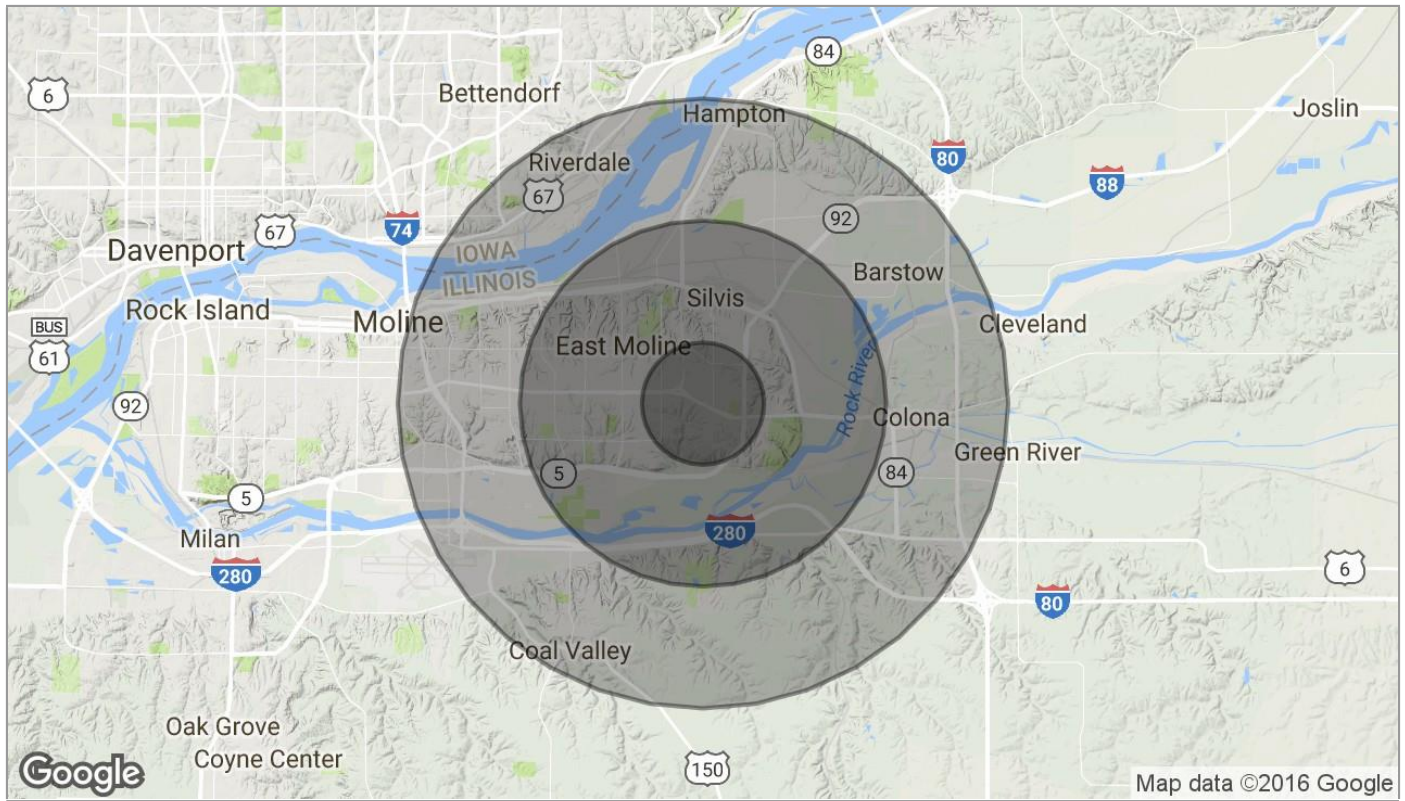 84
6
Bettendorf
Hampton
Joslin
Riverdale
80
67
88
92
74
67
Davenport
IOWA
ILLINOIS
Barstow
Silvis
Rock Island
Moline
Cleveland
BUS
61
East Moline
Rock River
92
Colona
Green River
5
84
5
280
Milan
280
6
80
Coal Valley
Oak Grove
Coyne Center
150
Google
Map data ©2016 Google